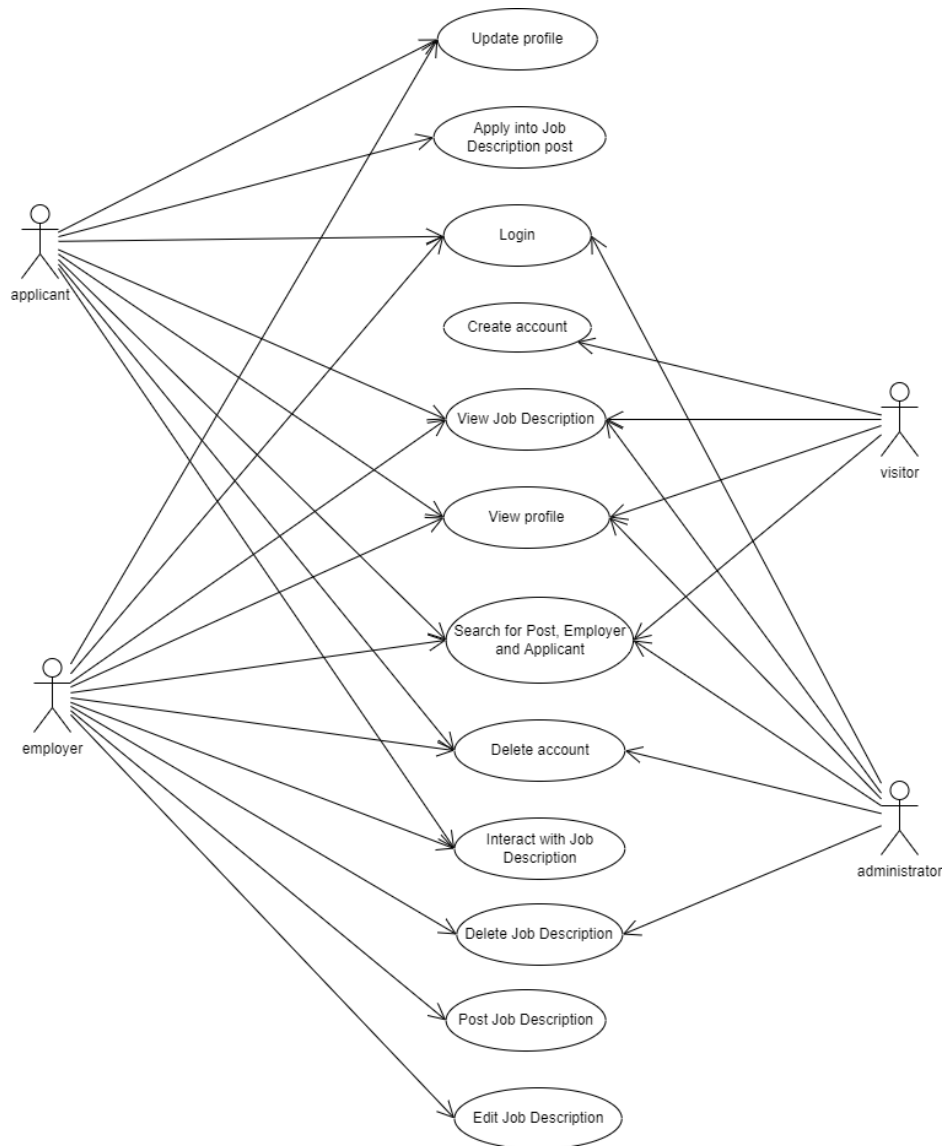 Update profile
Apply into Job
Description post
Login
applicant
Create account
View Job Description
visitor
View profile
Search for Post, Employer
and Applicant
employer
Delete account
Interact with Job
Description
administrator
Delete Job Description
Post Job Description
Edit Job Description